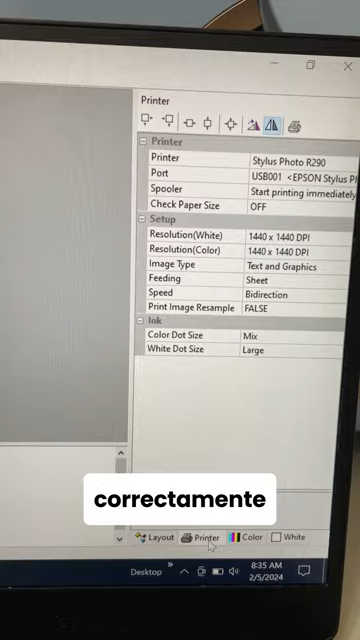 Printer
Printer
Printer Stylus Photo R290
Port USB001 <EPSON Stylus
Spooler Start printing immediately
Check Paper Size OFF
Setup
Resolution(White) 1440 x 1440 DPI
Resolution(Color) 1440 x 1440 DPI
Image Type Text and Graphics
Feeding Sheet
Speed Bidirection
Print Image Resample FALSE
Ink
Color Dot Size Mix
White Dot Size Large
correctamente
Layout Printer Color White
Desktop » 8:35 AM
2/5/2024